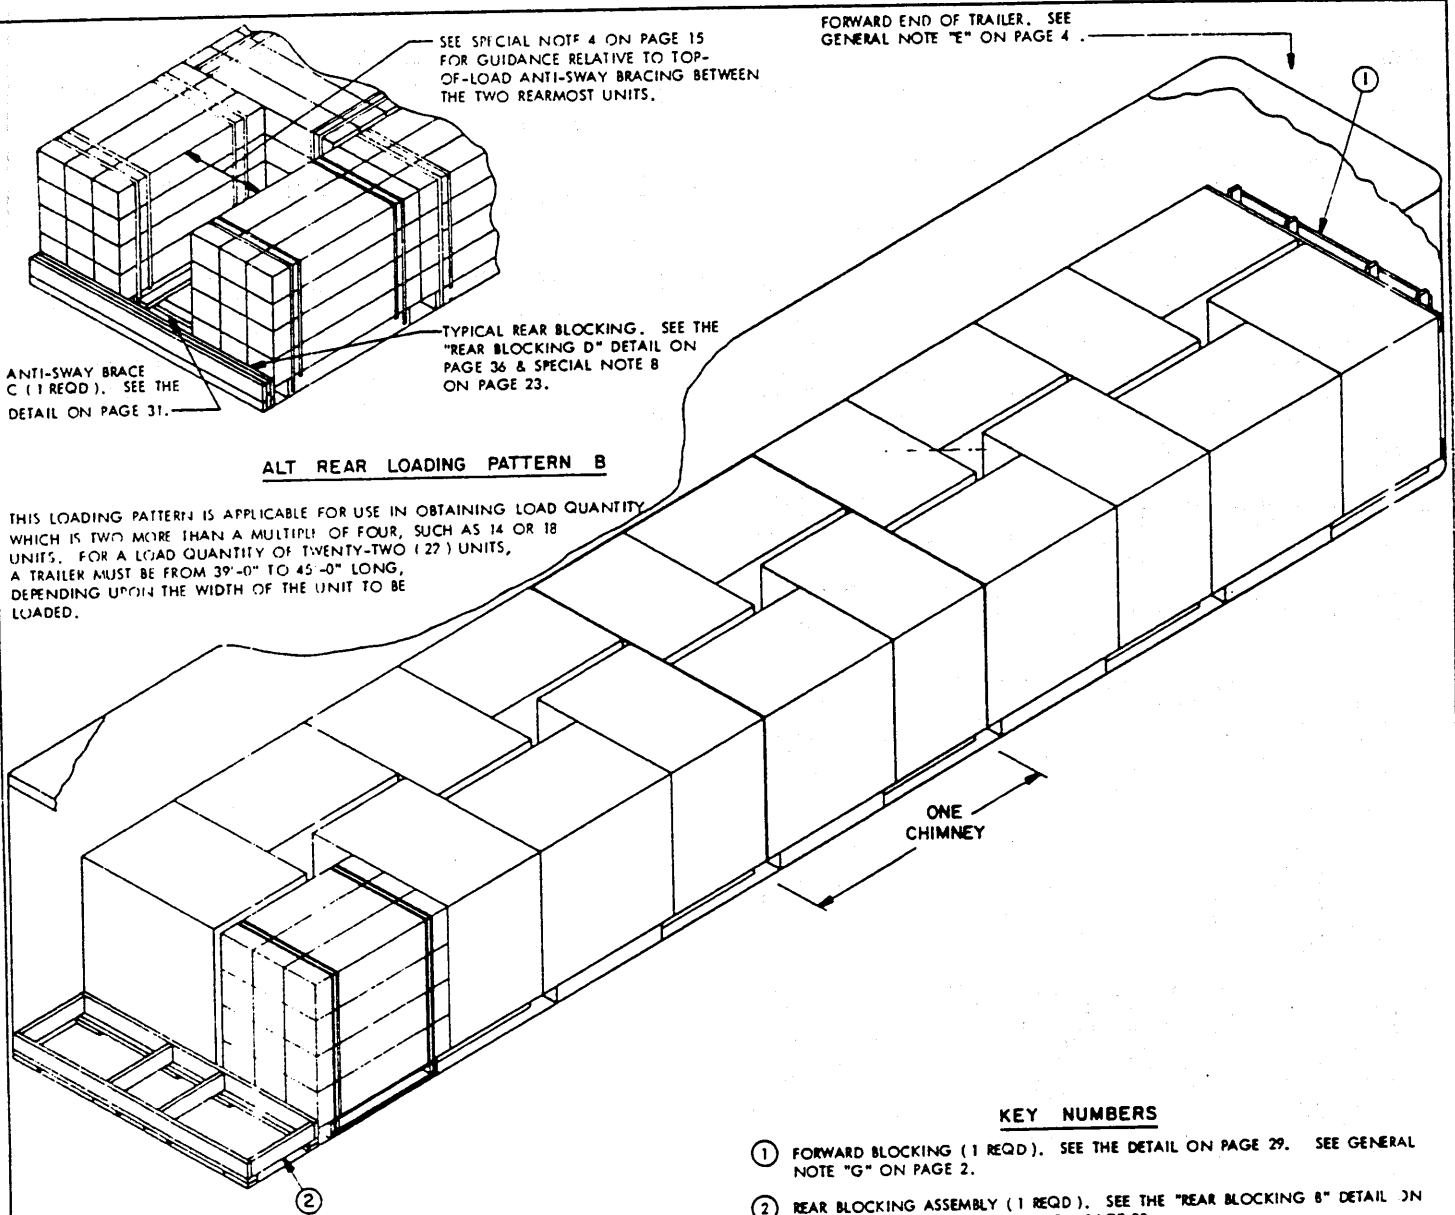 SEE SPECIAL NOTE 4 ON PAGE 15
FOR GUIDANCE RELATIVE TO TOP-
OF-LOAD ANTI-SWAY BRACING BETWEEN
THE TWO REARMOST UNITS.
FORWARD END OF TRAILER. SEE
GENERAL NOTE "E" ON PAGE 4 .
1
TYPICAL REAR BLOCKING. SEE THE
"REAR BLOCKING D" DETAIL ON
PAGE 36 & SPECIAL NOTE 8
ON PAGE 23.
ANTI-SWAY BRACE
C ( 1 REQD ). SEE THE
DETAIL ON PAGE 31.
ALT REAR LOADING PATTERN B
THIS LOADING PATTERN IS APPLICABLE FOR USE IN OBTAINING LOAD QUANTITY
WHICH IS TWO MORE THAN A MULTIPLE OF FOUR, SUCH AS 14 OR 18
UNITS. FOR A LOAD QUANTITY OF TWENTY-TWO ( 22 ) UNITS,
A TRAILER MUST BE FROM 39'-0" TO 45'-0" LONG,
DEPENDING UPON THE WIDTH OF THE UNIT TO BE
LOADED.
ONE
CHIMNEY
2
KEY NUMBERS
1 FORWARD BLOCKING ( 1 REQD ). SEE THE DETAIL ON PAGE 29. SEE GENERAL
NOTE "G" ON PAGE 2.
2 REAR BLOCKING ASSEMBLY ( 1 REQD ). SEE THE "REAR BLOCKING B" DETAIL ON